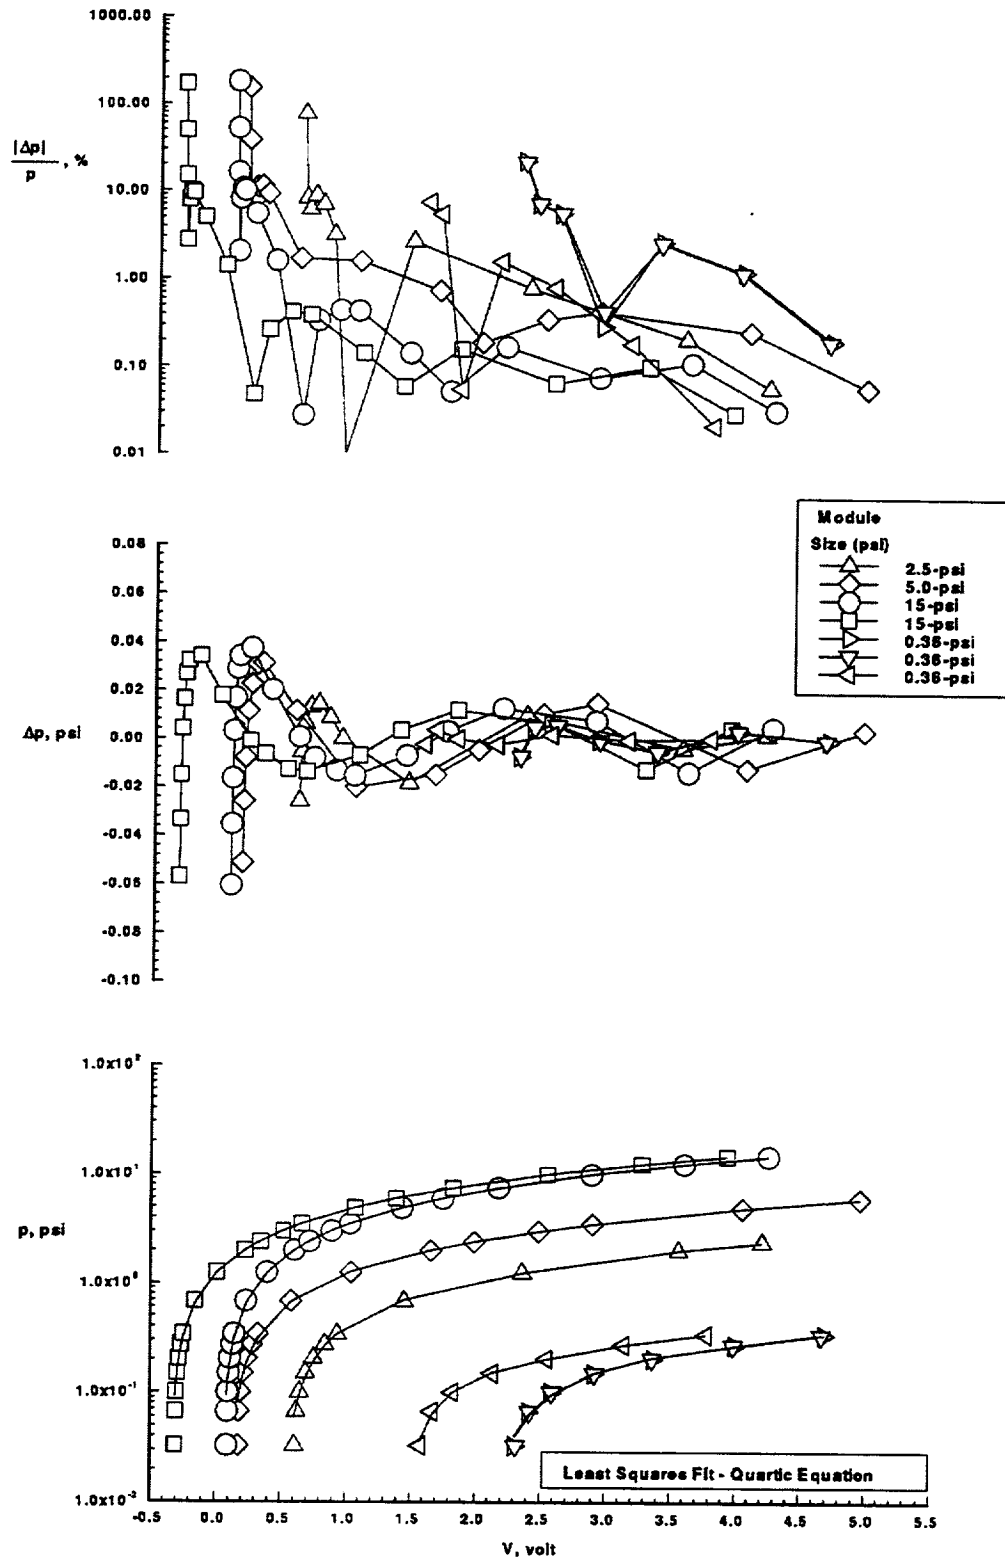 1000.00
100.00
|Δp|
p , %
10.00
1.00
0.10
0.01
Module
Size (psi)
2.5-psi
5.0-psi
15-psi
15-psi
0.36-psi
0.36-psi
0.36-psi
0.08
0.06
0.04
0.02
Δp, psi
0.00
-0.02
-0.04
-0.06
-0.08
-0.10
1.0x10²
1.0x10¹
p, psi
1.0x10⁰
1.0x10⁻¹
1.0x10⁻²
Least Squares Fit - Quartic Equation
-0.5 0.0 0.5 1.0 1.5 2.0 2.5 3.0 3.5 4.0 4.5 5.0 5.5
V, volt